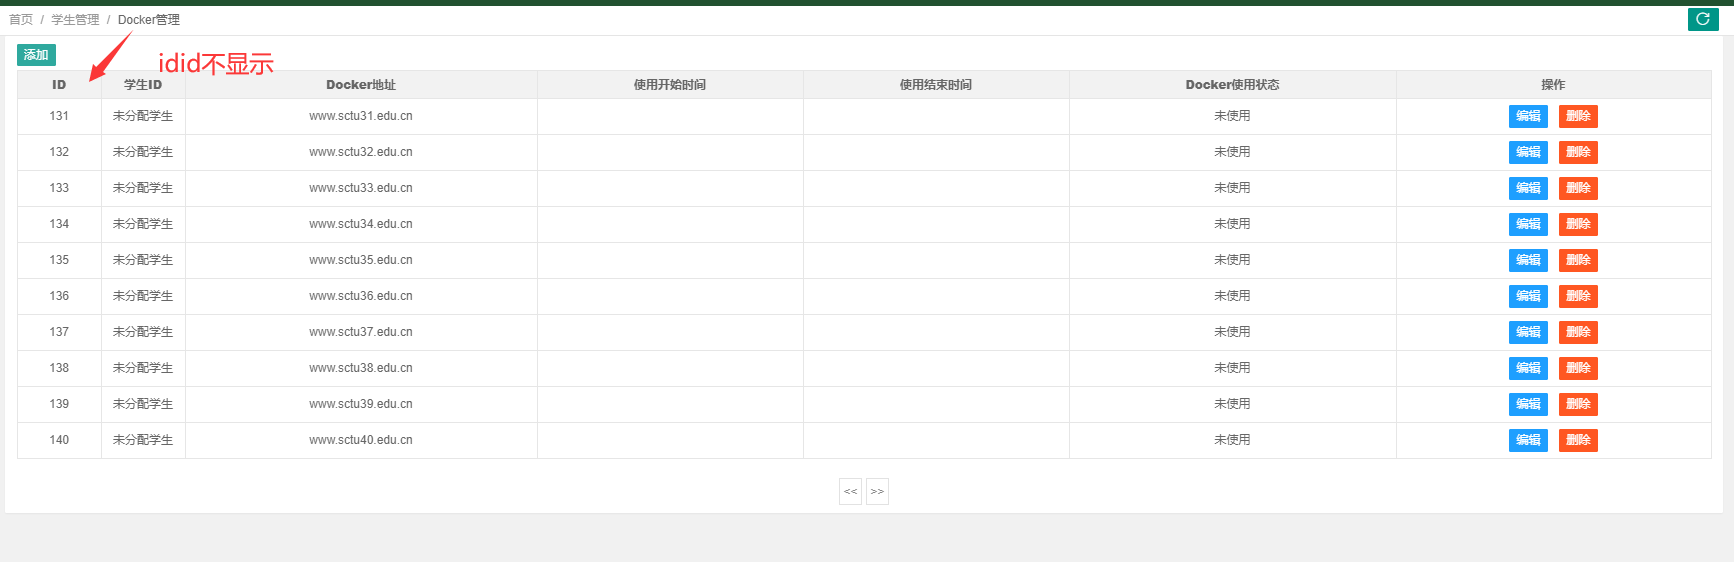 首页 / 学生管理 / Docker管理
添加
idid不显示
ID 学生ID Docker地址 使用开始时间 使用结束时间 Docker使用状态 操作
131 未分配学生 www.sctu31.edu.cn 未使用 编辑 删除
132 未分配学生 www.sctu32.edu.cn 未使用 编辑 删除
133 未分配学生 www.sctu33.edu.cn 未使用 编辑 删除
134 未分配学生 www.sctu34.edu.cn 未使用 编辑 删除
135 未分配学生 www.sctu35.edu.cn 未使用 编辑 删除
136 未分配学生 www.sctu36.edu.cn 未使用 编辑 删除
137 未分配学生 www.sctu37.edu.cn 未使用 编辑 删除
138 未分配学生 www.sctu38.edu.cn 未使用 编辑 删除
139 未分配学生 www.sctu39.edu.cn 未使用 编辑 删除
140 未分配学生 www.sctu40.edu.cn 未使用 编辑 删除
<< >>